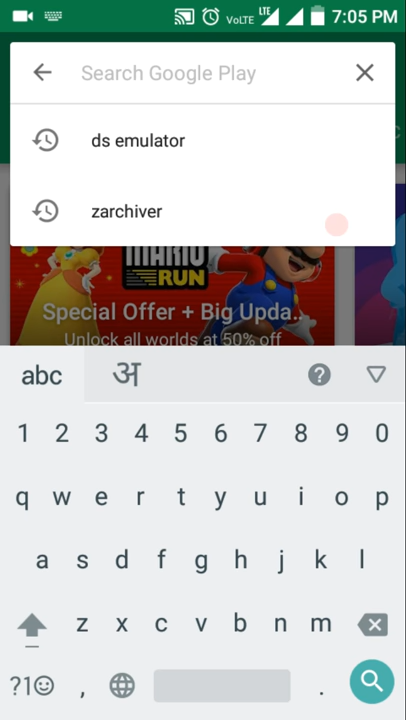 VoLTE LTE 7:05 PM
Search Google Play
ds emulator
zarchiver
MARIO
RUN
Special Offer + Big Upda..
Unlock all worlds at 50% off
abc अ ?
1 2 3 4 5 6 7 8 9 0
q w e r t y u i o p
a s d f g h j k l
z x c v b n m
?1☺ , .